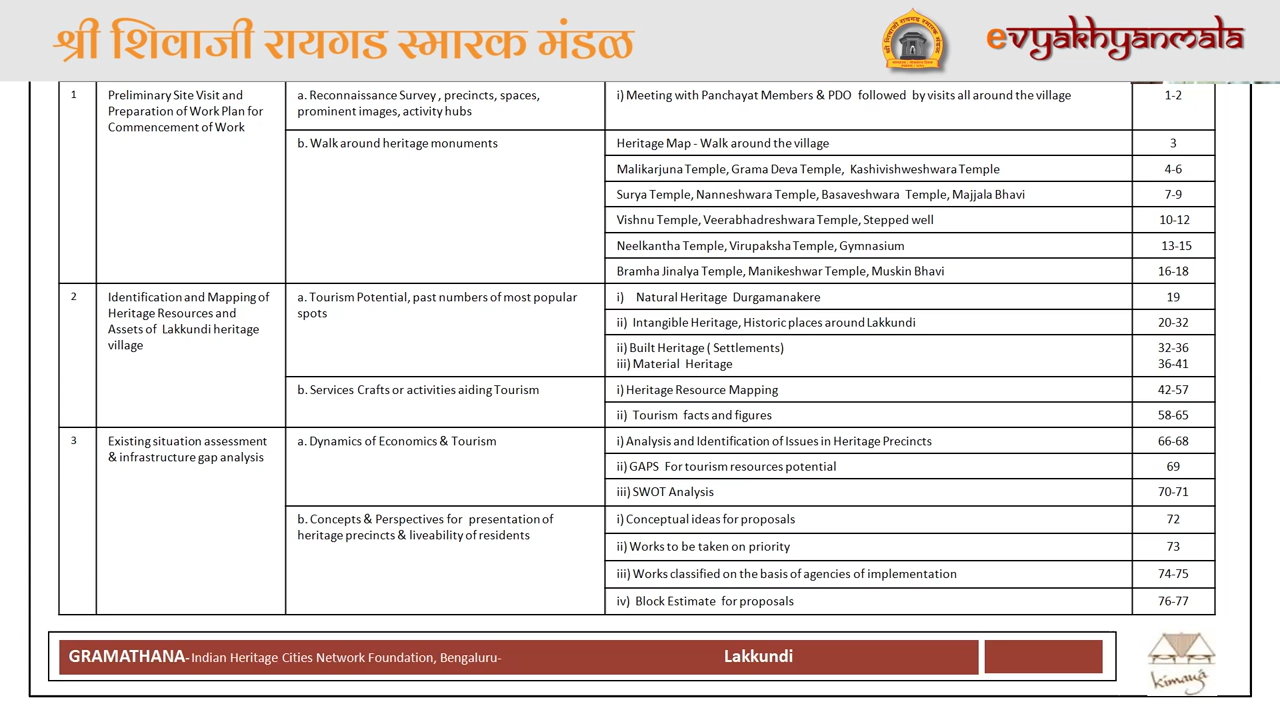 श्री शिवाजी रायगड स्मारक मंडळ
evyakhyanmala
1 Preliminary Site Visit and a. Reconnaissance Survey , precincts, spaces, i) Meeting with Panchayat Members & PDO followed by visits all around the village 1-2
Preparation of Work Plan for prominent images, activity hubs
Commencement of Work
b. Walk around heritage monuments Heritage Map - Walk around the village 3
Malikarjuna Temple, Grama Deva Temple, Kashivishweshwara Temple 4-6
Surya Temple, Nanneshwara Temple, Basaveshwara Temple, Majjala Bhavi 7-9
Vishnu Temple, Veerabhadreshwara Temple, Stepped well 10-12
Neelkantha Temple, Virupaksha Temple, Gymnasium 13-15
Bramha Jinalya Temple, Manikeshwar Temple, Muskin Bhavi 16-18
2 Identification and Mapping of a. Tourism Potential, past numbers of most popular i) Natural Heritage Durgamanakere 19
Heritage Resources and spots
Assets of Lakkundi heritage ii) Intangible Heritage, Historic places around Lakkundi 20-32
village ii) Built Heritage ( Settlements) 32-36
iii) Material Heritage 36-41
b. Services Crafts or activities aiding Tourism i) Heritage Resource Mapping 42-57
ii) Tourism facts and figures 58-65
3 Existing situation assessment a. Dynamics of Economics & Tourism i) Analysis and Identification of Issues in Heritage Precincts 66-68
& infrastructure gap analysis
ii) GAPS For tourism resources potential 69
iii) SWOT Analysis 70-71
b. Concepts & Perspectives for presentation of i) Conceptual ideas for proposals 72
heritage precincts & liveability of residents
ii) Works to be taken on priority 73
iii) Works classified on the basis of agencies of implementation 74-75
iv) Block Estimate for proposals 76-77
GRAMATHANA- Indian Heritage Cities Network Foundation, Bengaluru- Lakkundi
kimayā